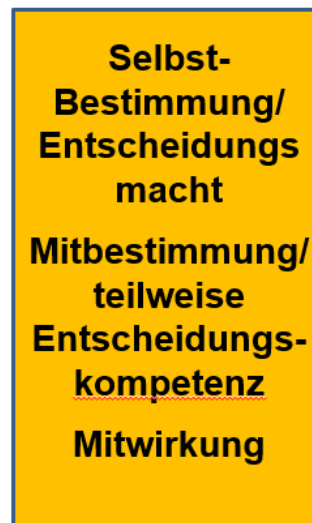 Selbst-
Bestimmung/
Entscheidungs
macht
Mitbestimmung/
teilweise
Entscheidungs-
kompetenz
Mitwirkung